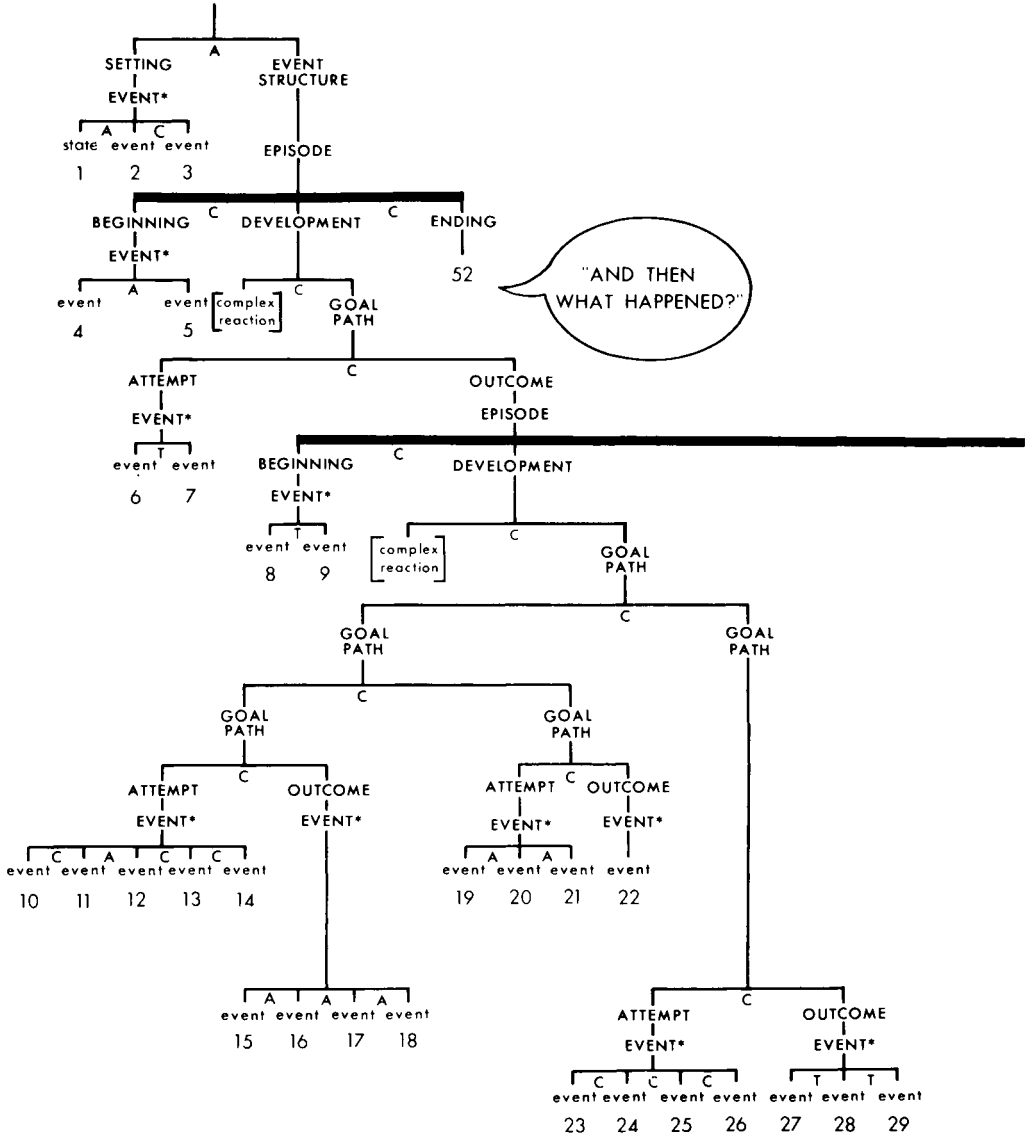 A
SETTING EVENT
STRUCTURE
EVENT*
A C
state event event
1 2 3
EPISODE
C C
BEGINNING DEVELOPMENT ENDING
EVENT* 52
"AND THEN
WHAT HAPPENED?"
A C
event event [complex
reaction] GOAL
PATH
4 5
C
ATTEMPT OUTCOME
EVENT* EPISODE
T C
event event BEGINNING DEVELOPMENT
6 7 EVENT*
T C
event event [complex
reaction] GOAL
PATH
8 9
C
GOAL
PATH GOAL
PATH
C
GOAL
PATH GOAL
PATH
C C
ATTEMPT OUTCOME ATTEMPT OUTCOME
EVENT* EVENT* EVENT* EVENT*
C A C C A A
event event event event event event event event event
10 11 12 13 14 19 20 21 22
A A A C
event event event event ATTEMPT OUTCOME
15 16 17 18 EVENT* EVENT*
C C C T T
event event event event event event event
23 24 25 26 27 28 29